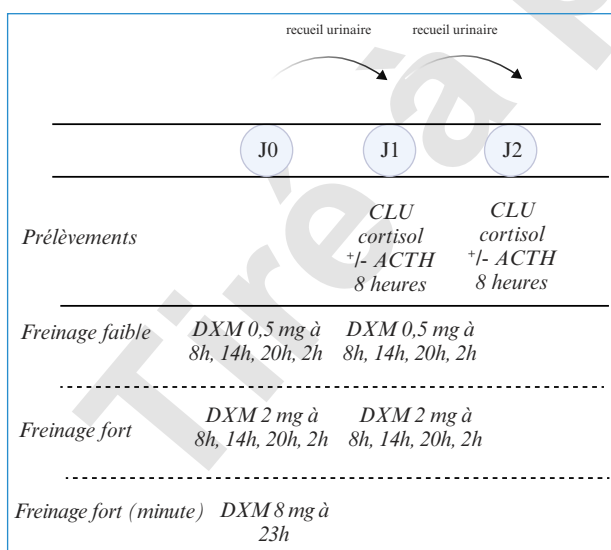 recueil urinaire recueil urinaire
J0 J1 J2
Prélèvements
CLU
cortisol
+/- ACTH
8 heures
CLU
cortisol
+/- ACTH
8 heures
Freinage faible
DXM 0,5 mg à
8h, 14h, 20h, 2h
DXM 0,5 mg à
8h, 14h, 20h, 2h
Freinage fort
DXM 2 mg à
8h, 14h, 20h, 2h
DXM 2 mg à
8h, 14h, 20h, 2h
Freinage fort (minute)
DXM 8 mg à
23h
Tiré à p